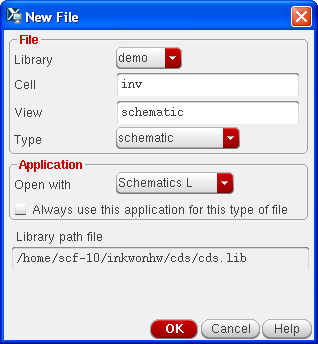 New File
File
Library demo
Cell inv
View schematic
Type schematic
Application
Open with Schematics L
Always use this application for this type of file
Library path file
/home/scf-10/inkwonhw/cds/cds.lib
OK Cancel Help